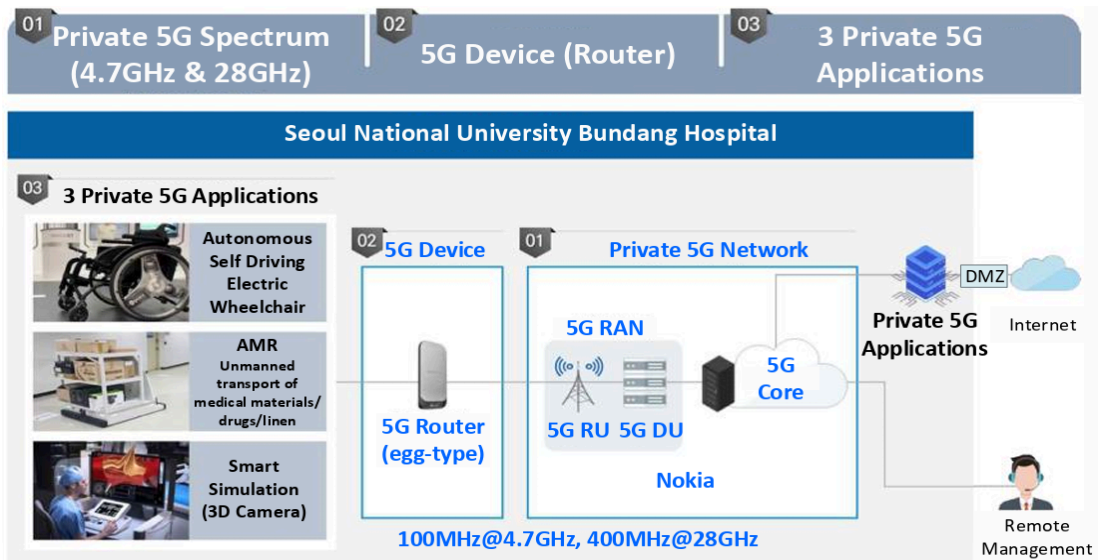 01
Private 5G Spectrum
(4.7GHz & 28GHz)
02
5G Device (Router)
03
3 Private 5G
Applications
Seoul National University Bundang Hospital
03
3 Private 5G Applications
Autonomous
Self Driving
Electric
Wheelchair
AMR
Unmanned
transport of
medical materials/
drugs/linen
Smart
Simulation
(3D Camera)
02
5G Device
5G Router
(egg-type)
01
Private 5G Network
5G RAN
5G RU
5G DU
5G
Core
Nokia
100MHz@4.7GHz, 400MHz@28GHz
Private 5G
Applications
DMZ
Internet
Remote
Management